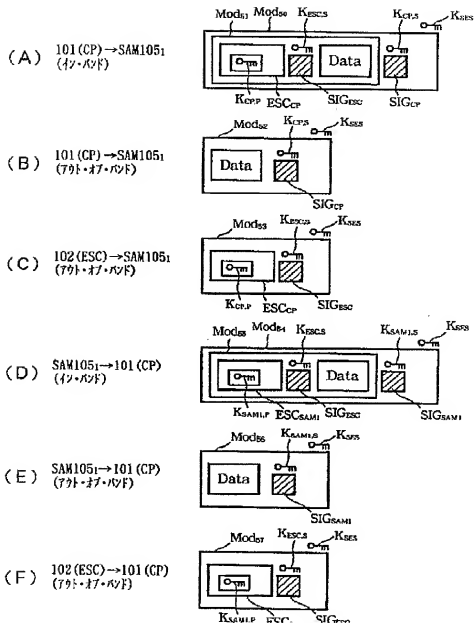 Mod₅₁ Mod₅₀ K_ESC,S K_CP,S K_SES
(A) 101(CP)→SAM105₁
(イン・バンド)
Data
K_CP,P ESC_CP SIG_ESC SIG_CP
Mod₅₂ K_CP,S K_SES
(B) 101(CP)→SAM105₁
(アウト・オブ・バンド)
Data
SIG_CP
Mod₅₃ K_ESC,S K_SES
(C) 102(ESC)→SAM105₁
(アウト・オブ・バンド)
K_CP,P ESC_CP SIG_ESC
Mod₅₅ Mod₅₄ K_ESC,S K_SAM1,S K_SES
(D) SAM105₁→101(CP)
(イン・バンド)
Data
K_SAM1,P ESC_SAM1 SIG_ESC SIG_SAM1
Mod₅₆ K_SAM1,S K_SES
(E) SAM105₁→101(CP)
(アウト・オブ・バンド)
Data
SIG_SAM1
Mod₅₇ K_ESC,S K_SES
(F) 102(ESC)→101(CP)
(アウト・オブ・バンド)
K_SAM1,P SIG_ESC